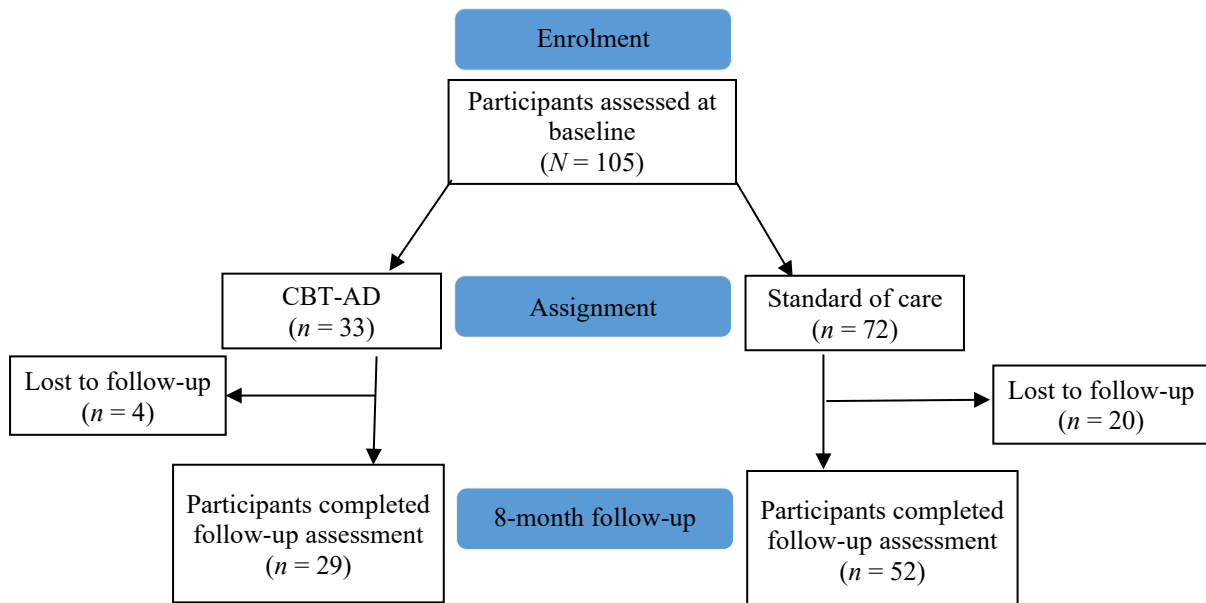 Enrolment
Participants assessed at
baseline
(N = 105)
CBT-AD
(n = 33)
Assignment
Standard of care
(n = 72)
Lost to follow-up
(n = 4)
Lost to follow-up
(n = 20)
Participants completed
follow-up assessment
(n = 29)
8-month follow-up
Participants completed
follow-up assessment
(n = 52)